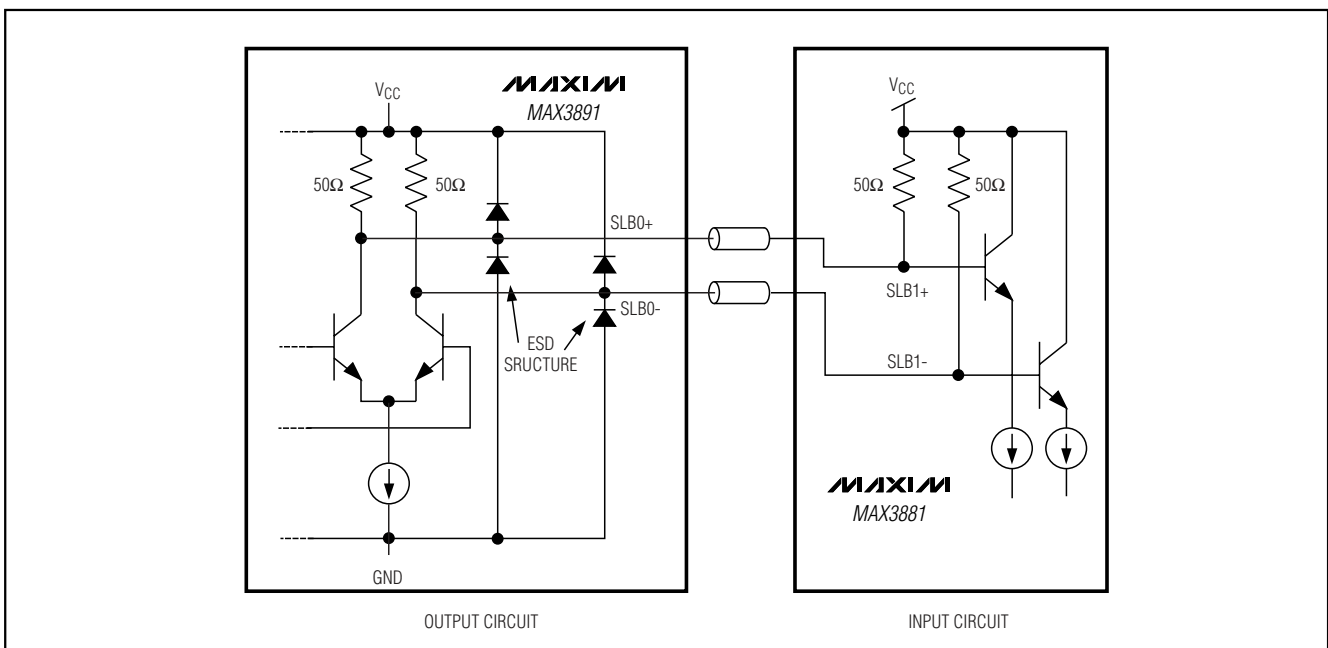 VCC
MAXIM
MAX3891
50Ω
50Ω
SLB0+
SLB0-
ESD
SRUCTURE
GND
OUTPUT CIRCUIT
VCC
50Ω
50Ω
SLB1+
SLB1-
MAXIM
MAX3881
INPUT CIRCUIT